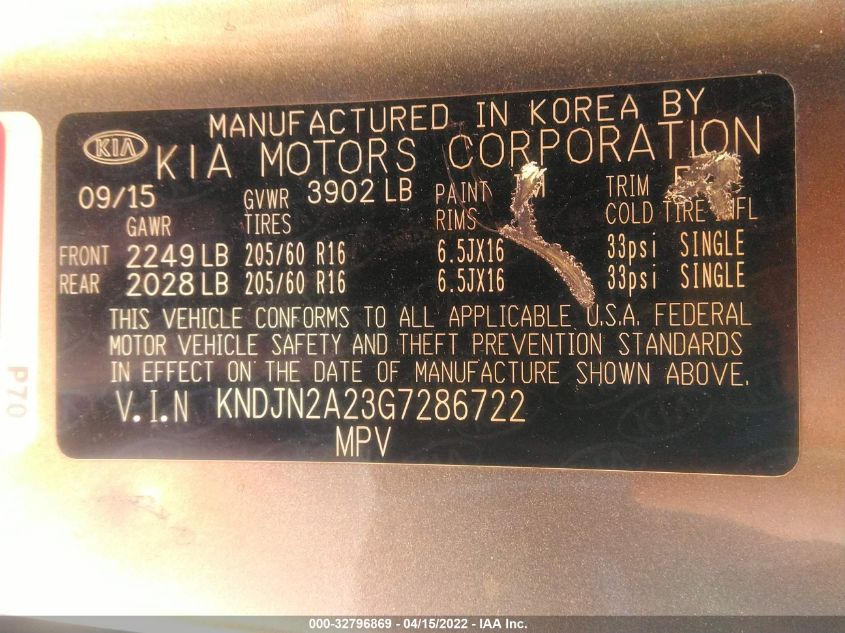 MANUFACTURED IN KOREA BY
KIA KIA MOTORS CORPORATION
09/15 GVWR 3902 LB PAINT TRIM
GAWR TIRES RIMS COLD TIRE INFL
FRONT 2249 LB 205/60 R16 6.5JX16 33psi SINGLE
REAR 2028 LB 205/60 R16 6.5JX16 33psi SINGLE
THIS VEHICLE CONFORMS TO ALL APPLICABLE U.S.A. FEDERAL
MOTOR VEHICLE SAFETY AND THEFT PREVENTION STANDARDS
IN EFFECT ON THE DATE OF MANUFACTURE SHOWN ABOVE.
V.I.N KNDJN2A23G7286722
MPV
P70
000-32796869 - 04/15/2022 - IAA Inc.